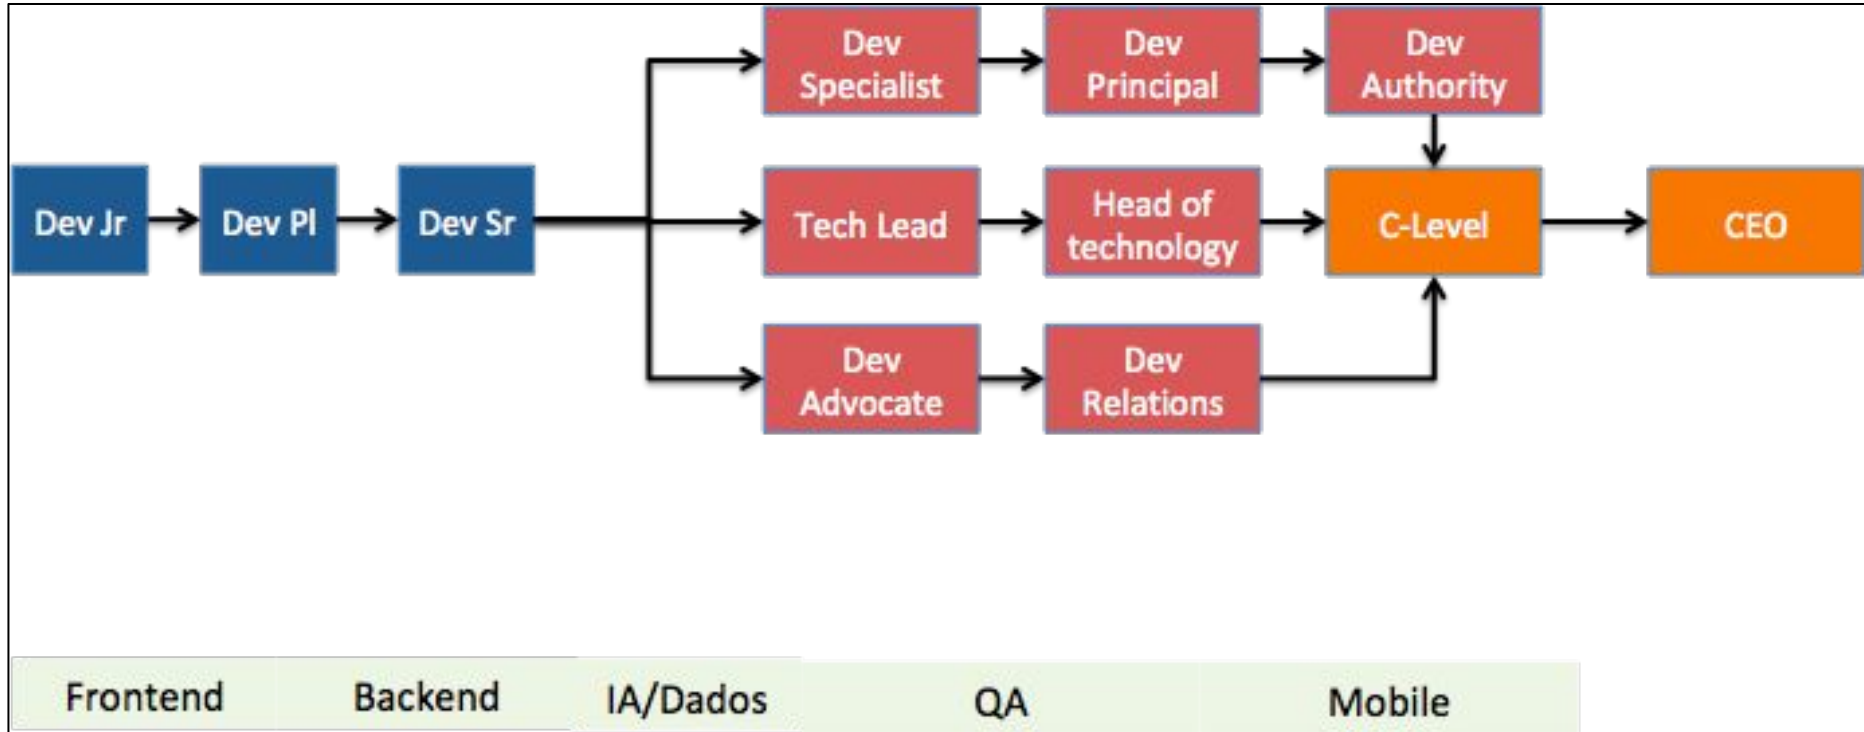 Dev
Specialist
Dev
Principal
Dev
Authority
Dev Jr
Dev Pl
Dev Sr
Tech Lead
Head of
technology
C-Level
CEO
Dev
Advocate
Dev
Relations
Frontend
Backend
IA/Dados
QA
Mobile